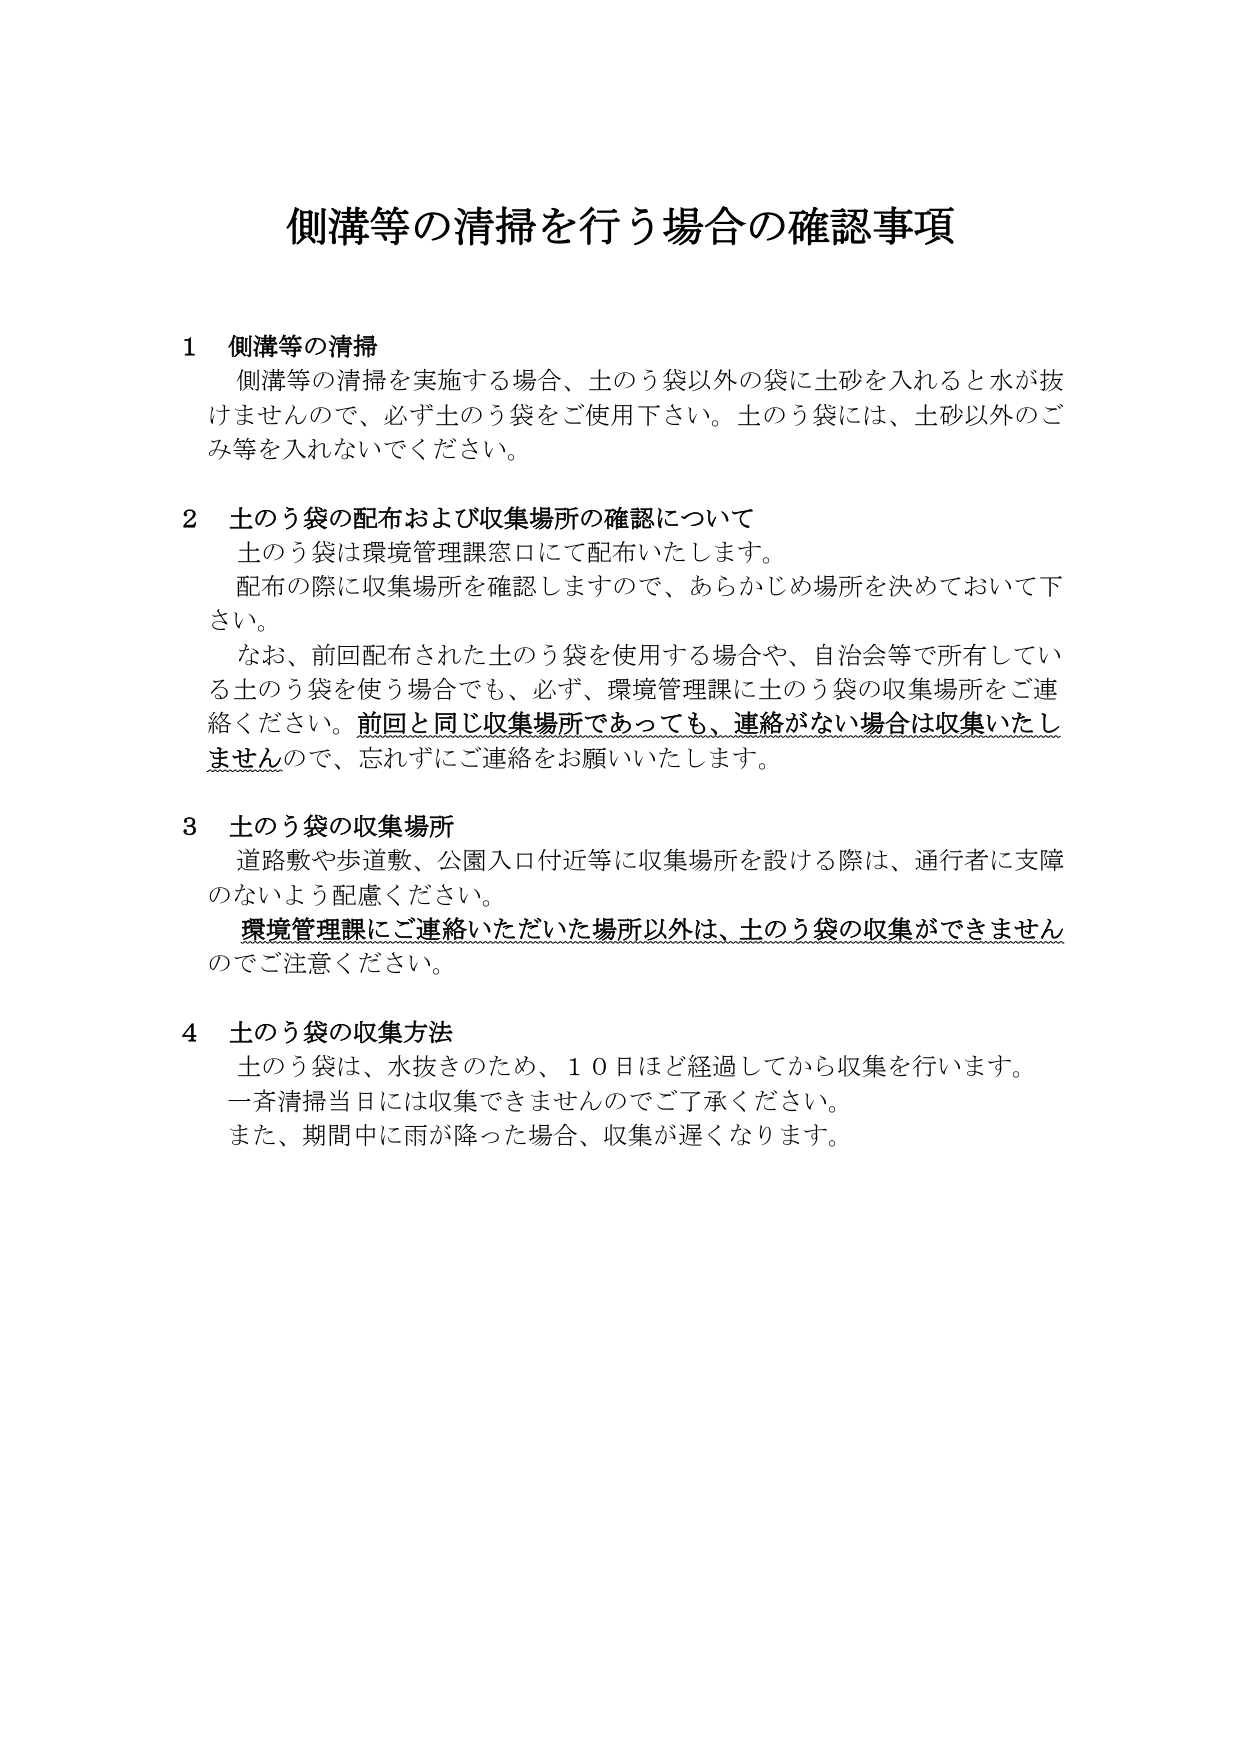 側溝等の清掃を行う場合の確認事項
１　側溝等の清掃
側溝等の清掃を実施する場合、土のう袋以外の袋に土砂を入れると水が抜
けませんので、必ず土のう袋をご使用下さい。土のう袋には、土砂以外のご
み等を入れないでください。
２　土のう袋の配布および収集場所の確認について
土のう袋は環境管理課窓口にて配布いたします。
配布の際に収集場所を確認しますので、あらかじめ場所を決めておいて下
さい。
なお、前回配布された土のう袋を使用する場合や、自治会等で所有してい
る土のう袋を使う場合でも、必ず、環境管理課に土のう袋の収集場所をご連
絡ください。前回と同じ収集場所であっても、連絡がない場合は収集いたし
ませんので、忘れずにご連絡をお願いいたします。
３　土のう袋の収集場所
道路敷や歩道敷、公園入口付近等に収集場所を設ける際は、通行者に支障
のないよう配慮ください。
環境管理課にご連絡いただいた場所以外は、土のう袋の収集ができません
のでご注意ください。
４　土のう袋の収集方法
土のう袋は、水抜きのため、１０日ほど経過してから収集を行います。
一斉清掃当日には収集できませんのでご了承ください。
また、期間中に雨が降った場合、収集が遅くなります。